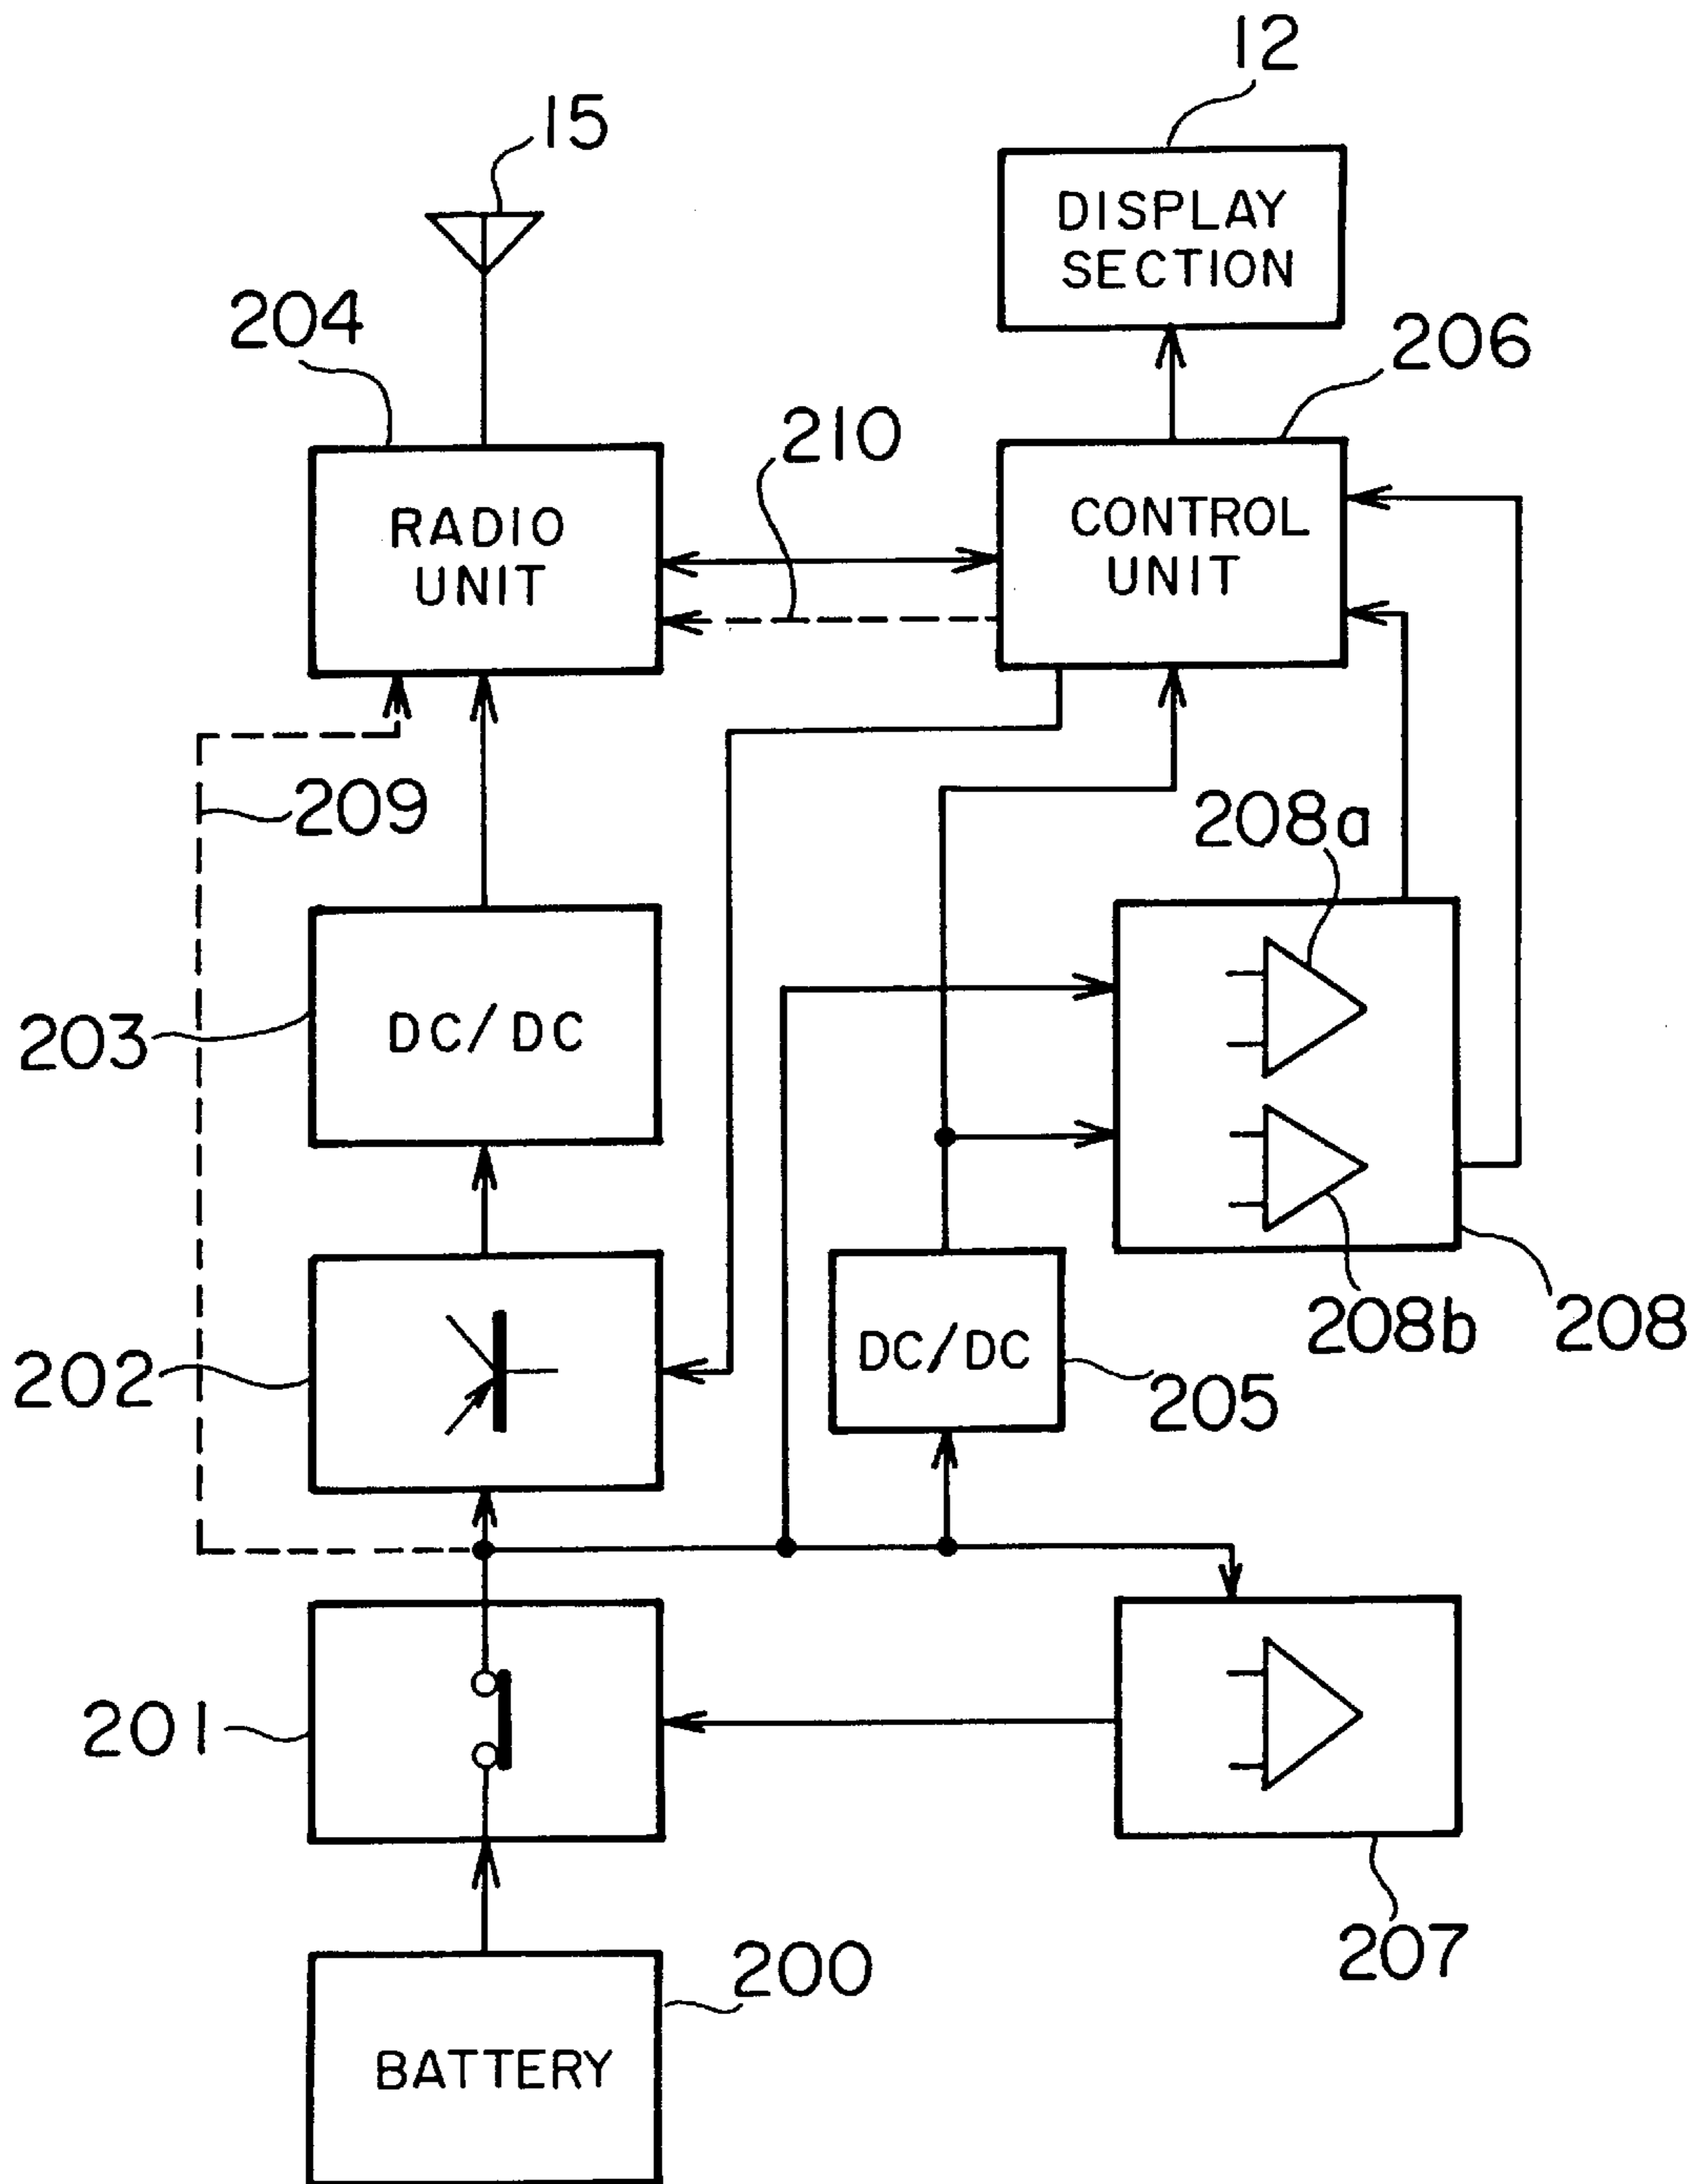 12
15
DISPLAY
SECTION
204
206
210
RADIO
UNIT
CONTROL
UNIT
209
208a
203
DC/DC
202
DC/DC
208b
208
205
201
207
200
BATTERY